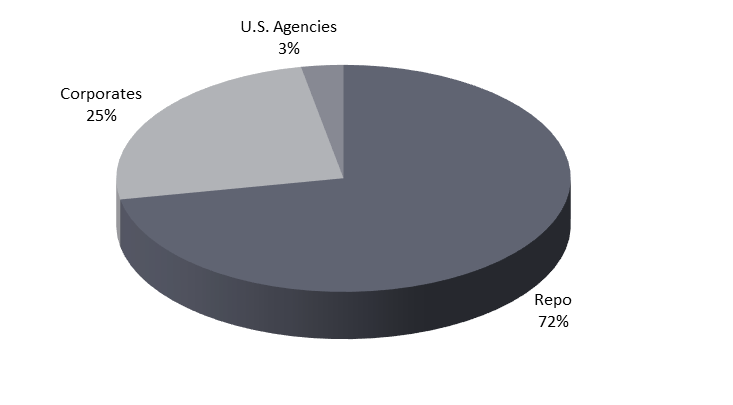 U.S. Agencies
3%
Corporates
25%
Repo
72%